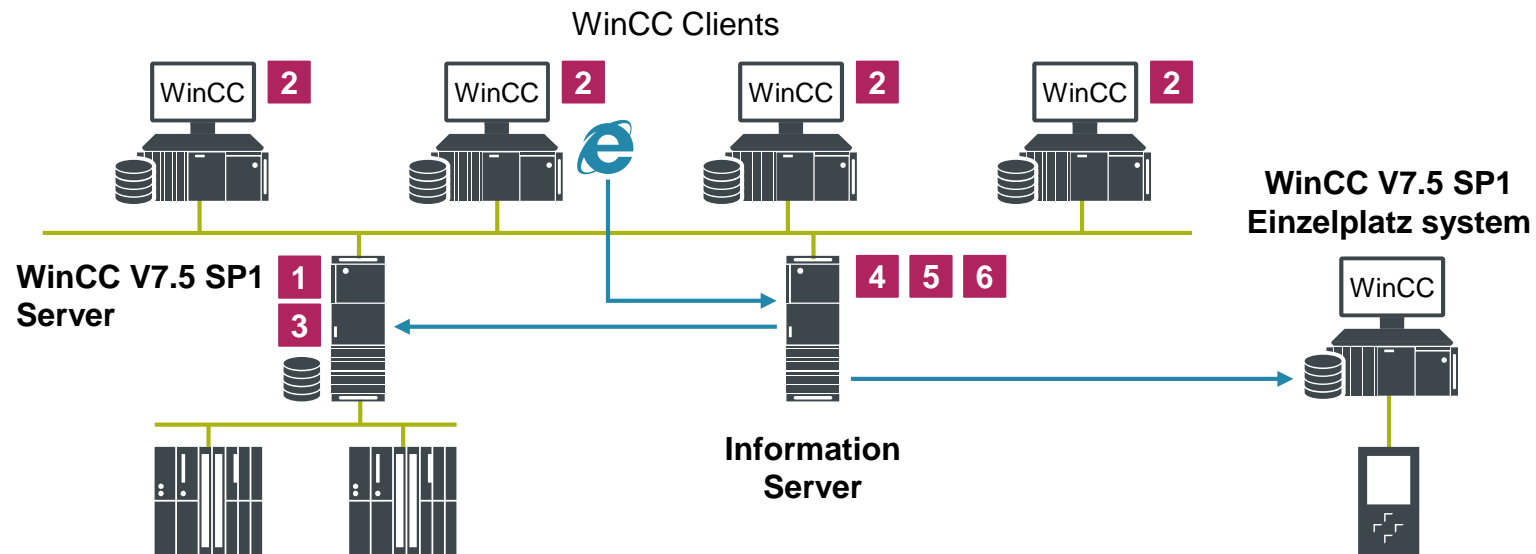 WinCC Clients
WinCC 2
WinCC 2
WinCC 2
WinCC 2
WinCC V7.5 SP1
Einzelplatz system
WinCC V7.5 SP1
Server
1
3
4 5 6
WinCC
Information
Server